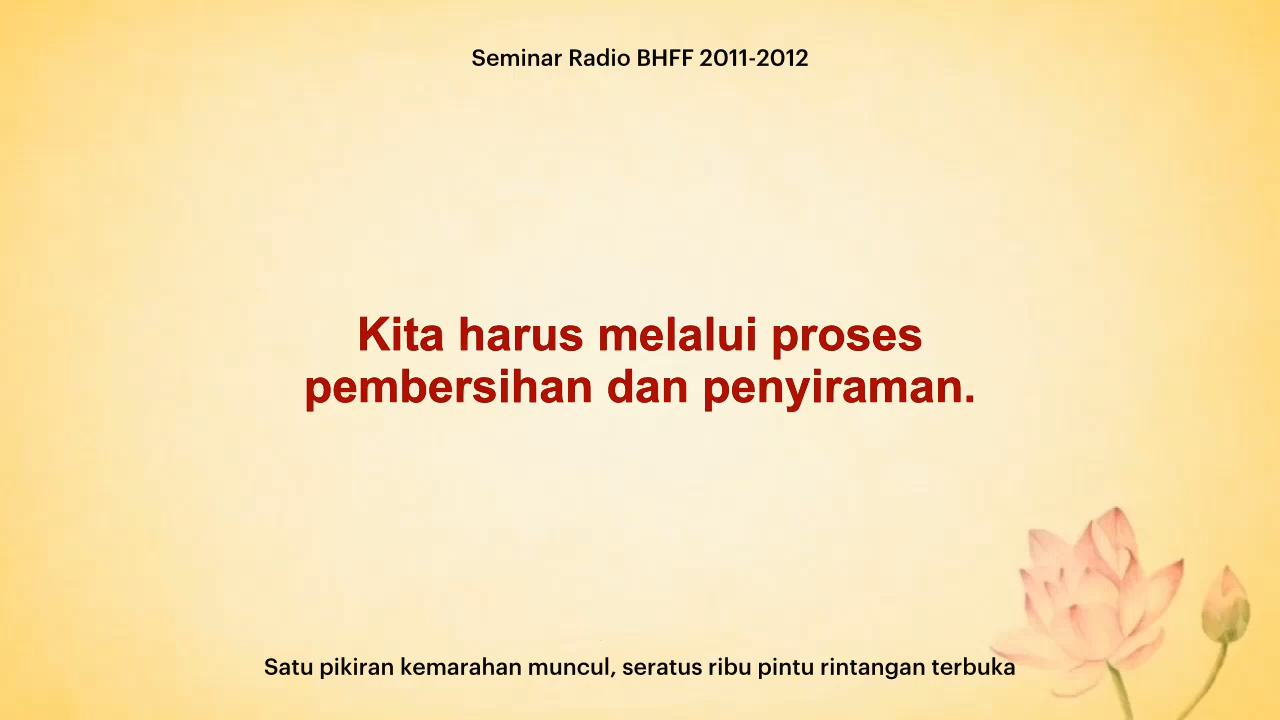 Seminar Radio BHFF 2011-2012
Kita harus melalui proses
pembersihan dan penyiraman.
Satu pikiran kemarahan muncul, seratus ribu pintu rintangan terbuka